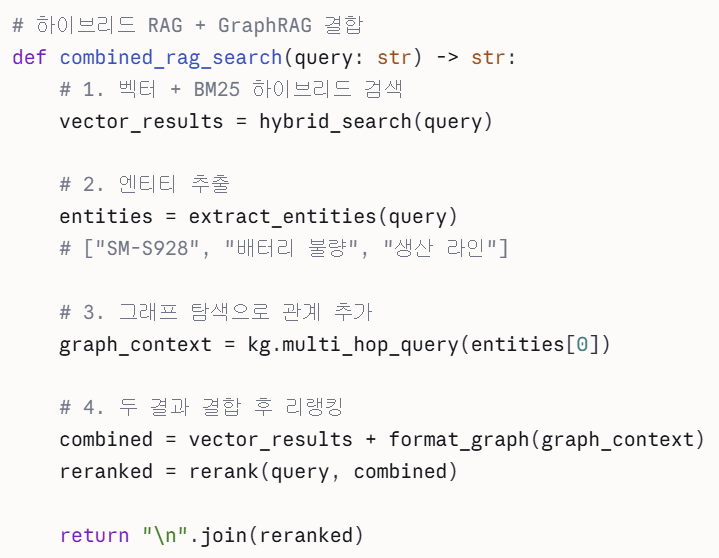 # 하이브리드 RAG + GraphRAG 결합
def combined_rag_search(query: str) -> str:
    # 1. 벡터 + BM25 하이브리드 검색
    vector_results = hybrid_search(query)

    # 2. 엔티티 추출
    entities = extract_entities(query)
    # ["SM-S928", "배터리 불량", "생산 라인"]

    # 3. 그래프 탐색으로 관계 추가
    graph_context = kg.multi_hop_query(entities[0])

    # 4. 두 결과 결합 후 리랭킹
    combined = vector_results + format_graph(graph_context)
    reranked = rerank(query, combined)

    return "\n".join(reranked)